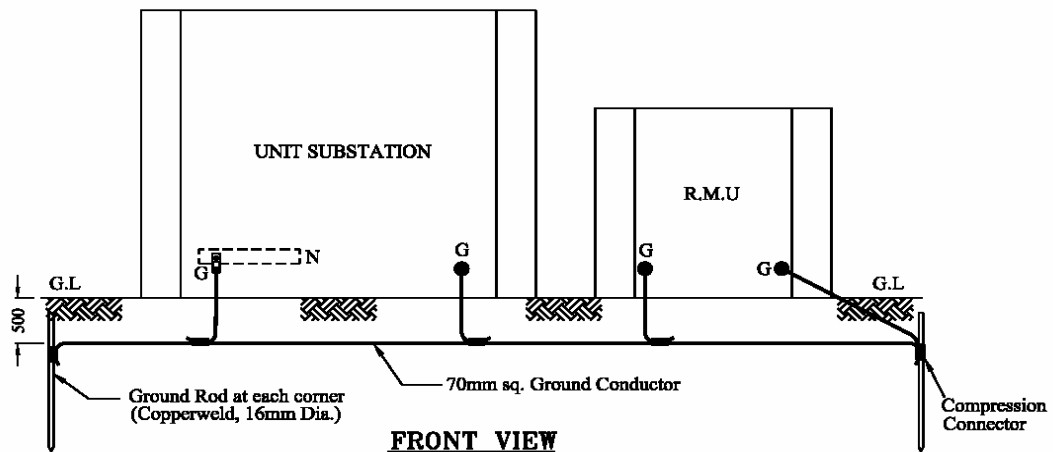 UNIT SUBSTATION
R.M.U
N
G
G
G
G
G.L
G.L
500
70mm sq. Ground Conductor
Ground Rod at each corner
(Copperweld, 16mm Dia.)
Compression
Connector
FRONT VIEW